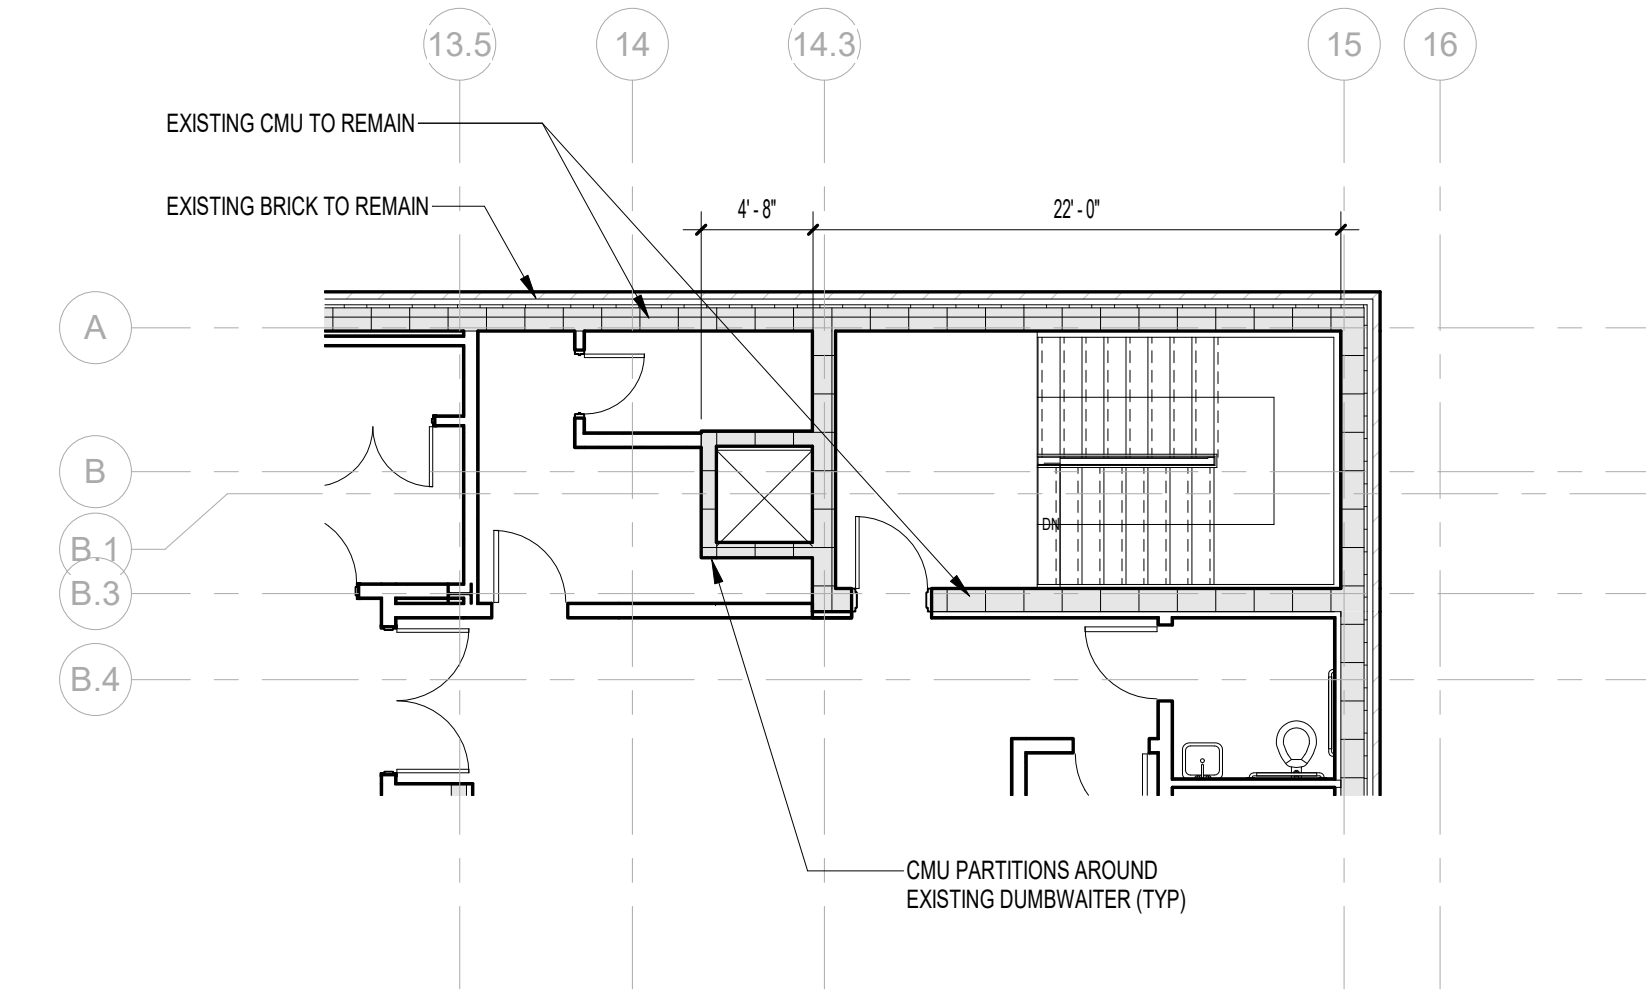 13.5
14
14.3
15
16
EXISTING CMU TO REMAIN
EXISTING BRICK TO REMAIN
4' - 8"
22' - 0"
A
B
B.1
B.3
B.4
DN
CMU PARTITIONS AROUND
EXISTING DUMBWAITER (TYP)